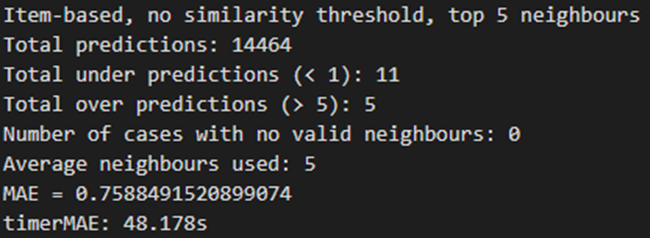 Item-based, no similarity threshold, top 5 neighbours
Total predictions: 14464
Total under predictions (< 1): 11
Total over predictions (> 5): 5
Number of cases with no valid neighbours: 0
Average neighbours used: 5
MAE = 0.7588491520899074
timerMAE: 48.178s